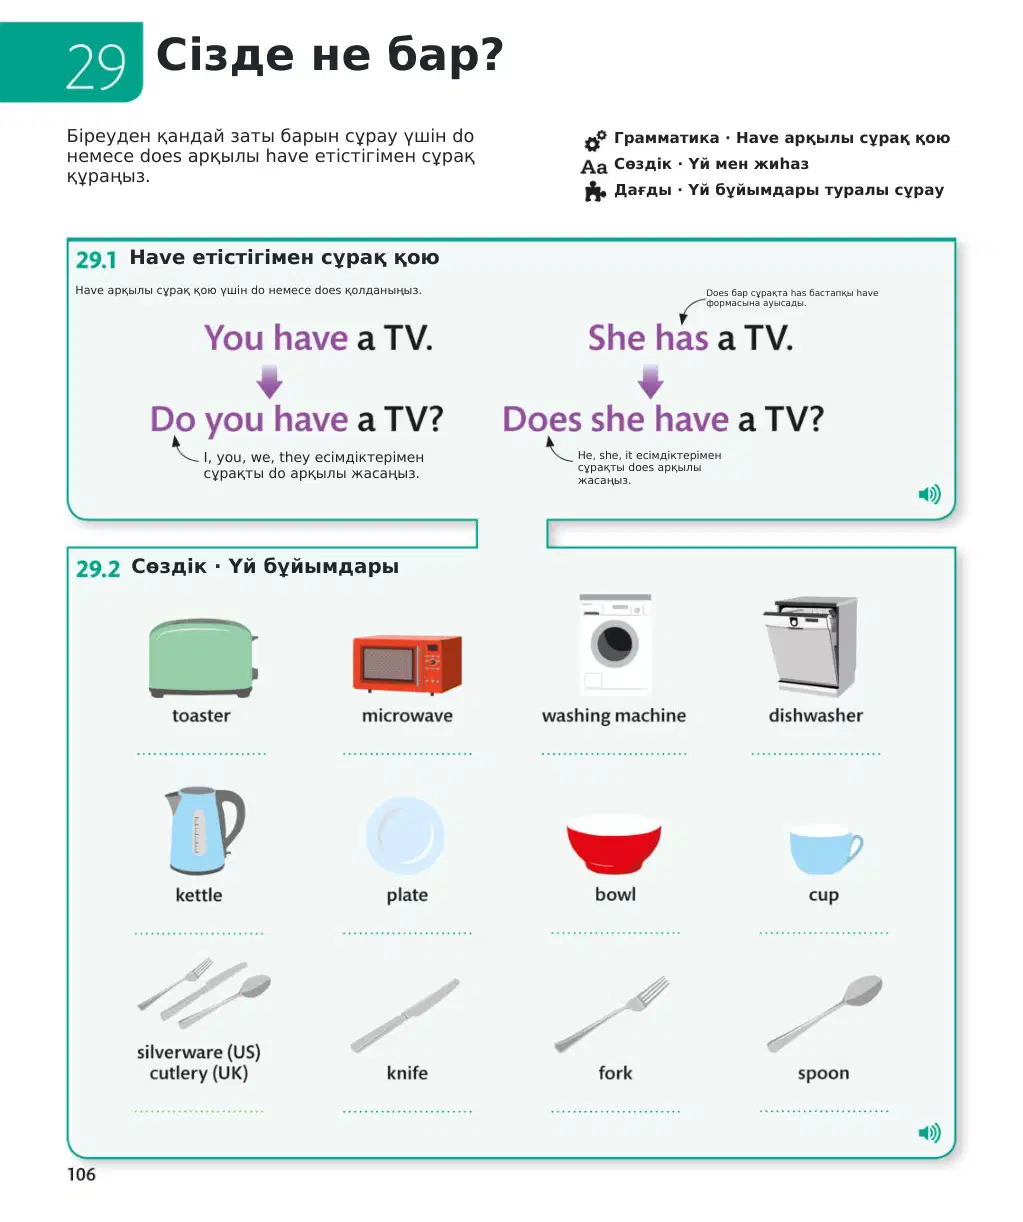 29
Сізде не бар?
Біреуден қандай заты барын сұрау үшін do
немесе does арқылы have етістігімен сұрақ
құраңыз.
Грамматика · Have арқылы сұрақ қою
Aa Сөздік · Үй мен жиһаз
Дағды · Үй бұйымдары туралы сұрау
29.1 Have етістігімен сұрақ қою
Have арқылы сұрақ қою үшін do немесе does қолданыңыз.
Does бар сұрақта has бастапқы have
формасына ауысады.
You have a TV.
She has a TV.
Do you have a TV?
Does she have a TV?
I, you, we, they есімдіктерімен
сұрақты do арқылы жасаңыз.
He, she, it есімдіктерімен
сұрақты does арқылы
жасаңыз.
29.2 Сөздік · Үй бұйымдары
toaster
microwave
washing machine
dishwasher
kettle
plate
bowl
cup
silverware (US)
cutlery (UK)
knife
fork
spoon
106